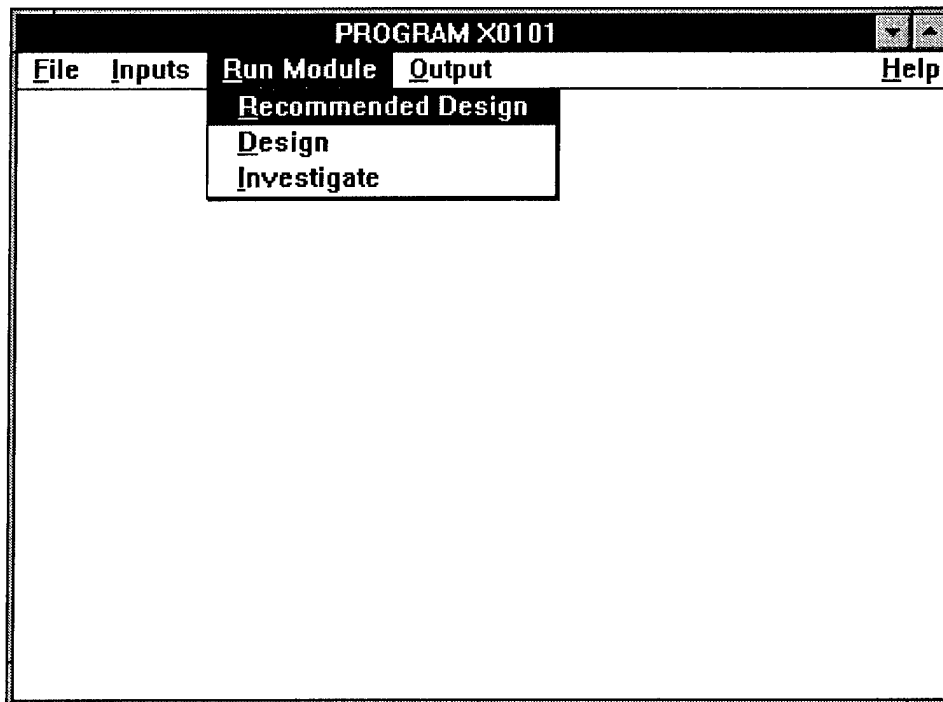 PROGRAM X0101
File Inputs Run Module Output Help
Recommended Design
Design
Investigate